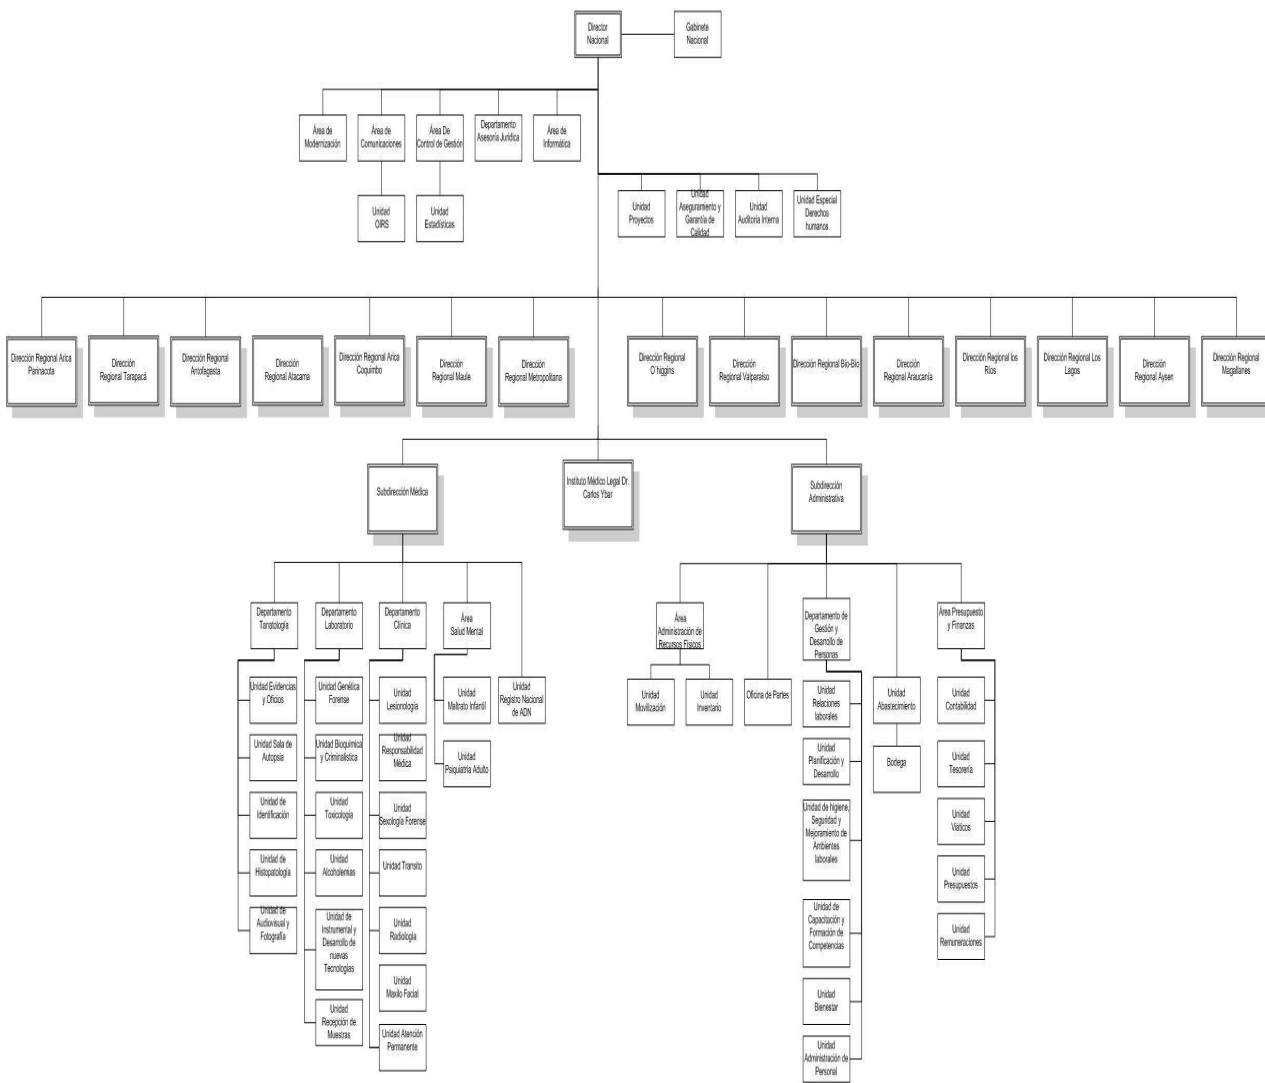 Director
Nacional
Gabinete
Nacional
Área de
Modernización
Área de
Comunicaciones
Área De
Control de Gestión
Departamento
Asesoría Jurídica
Área de
Informática
Unidad
OIRS
Unidad
Estadísticas
Unidad
Proyectos
Unidad
Aseguramiento y
Garantía de
Calidad
Unidad
Auditoría Interna
Unidad Especial
Derechos
humanos
Dirección Regional Arica
Parinacota
Dirección
Regional Tarapacá
Dirección Regional
Antofagasta
Dirección
Regional Atacama
Dirección Regional Arica
Coquimbo
Dirección
Regional Maule
Dirección
Regional Metropolitana
Dirección Regional
O´higgins
Dirección
Regional Valparaíso
Dirección Regional Bío-Bío
Dirección
Regional Araucanía
Dirección Regional los
Ríos
Dirección Regional Los
Lagos
Dirección
Regional Aysen
Dirección Regional
Magallanes
Subdirección Médica
Instituto Médico Legal Dr.
Carlos Ybar
Subdirección
Administrativa
Departamento
Tanatología
Departamento
Laboratorio
Departamento
Clínica
Área
Salud Mental
Área
Administración de
Recursos Físicos
Departamento de
Gestión y
Desarrollo de
Personas
Área Presupuesto
y Finanzas
Unidad Evidencias
y Oficios
Unidad Sala de
Autopsia
Unidad de
Identificación
Unidad de
Histopatología
Unidad de
Audiovisual y
Fotografía
Unidad Genética
Forense
Unidad Bioquímica
y Criminalística
Unidad
Toxicología
Unidad
Alcoholemias
Unidad de
Instrumental y
Desarrollo de
nuevas
Tecnologías
Unidad
Recepción de
Muestras
Unidad
Lesionología
Unidad
Responsabilidad
Médica
Unidad
Sexología Forense
Unidad Transito
Unidad
Radiología
Unidad
Maxilo Facial
Unidad Atención
Permanente
Unidad
Maltrato Infantil
Unidad
Psiquiatría Adulto
Unidad
Registro Nacional
de ADN
Unidad
Movilización
Unidad
Inventario
Oficina de Partes
Unidad
Relaciones
laborales
Unidad
Planificación y
Desarrollo
Unidad de higiene,
Seguridad y
Mejoramiento de
Ambientes
laborales
Unidad de
Capacitación y
Formación de
Competencias
Unidad
Bienestar
Unidad
Administración de
Personal
Unidad
Abastecimiento
Bodega
Unidad
Contabilidad
Unidad
Tesorería
Unidad
Viáticos
Unidad
Presupuestos
Unidad
Remuneraciones